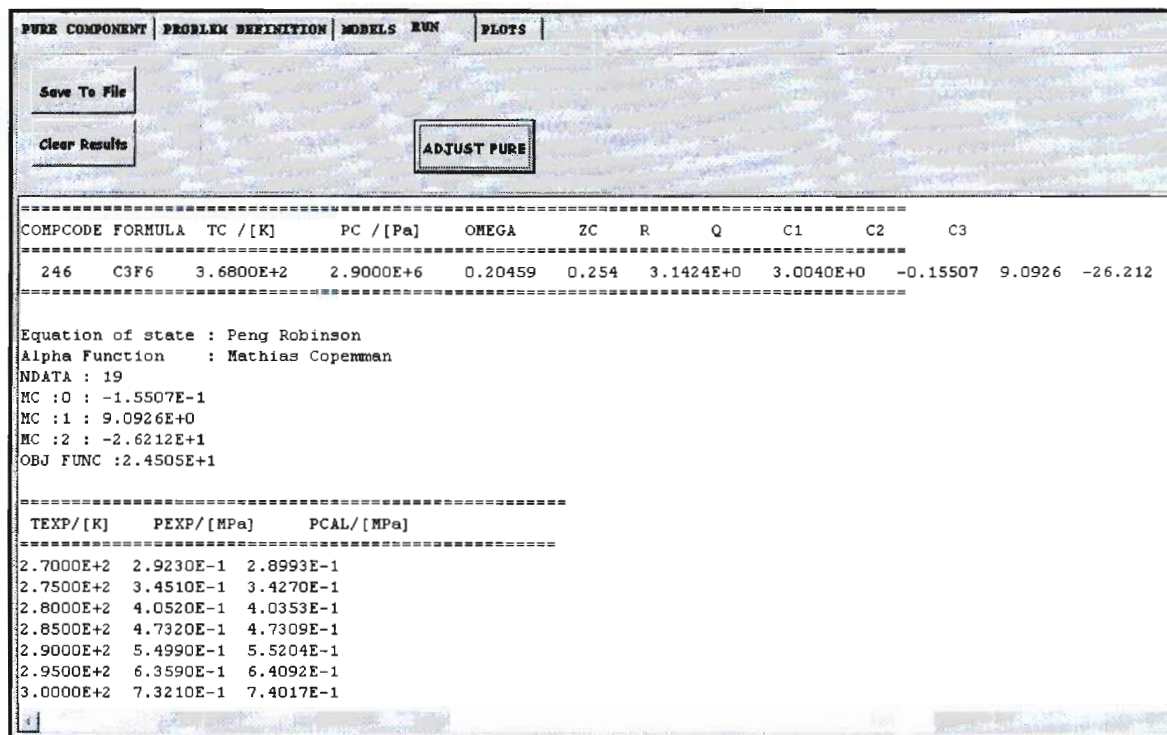 PURE COMPONENT PROBLEM DEFINITION MODELS RUN PLOTS
Save To File
Clear Results
ADJUST PURE
==========
COMPCODE FORMULA TC /[K] PC /[Pa] OMEGA ZC R Q C1 C2 C3
==========
246 C3F6 3.6800E+2 2.9000E+6 0.20459 0.254 3.1424E+0 3.0040E+0 -0.15507 9.0926 -26.212
==========
Equation of state : Peng Robinson
Alpha Function : Mathias Copemman
NDATA : 19
MC :0 : -1.5507E-1
MC :1 : 9.0926E+0
MC :2 : -2.6212E+1
OBJ FUNC :2.4505E+1
==========
TEXP/[K] PEXP/[MPa] PCAL/[MPa]
==========
2.7000E+2 2.9230E-1 2.8993E-1
2.7500E+2 3.4510E-1 3.4270E-1
2.8000E+2 4.0520E-1 4.0353E-1
2.8500E+2 4.7320E-1 4.7309E-1
2.9000E+2 5.4990E-1 5.5204E-1
2.9500E+2 6.3590E-1 6.4092E-1
3.0000E+2 7.3210E-1 7.4017E-1